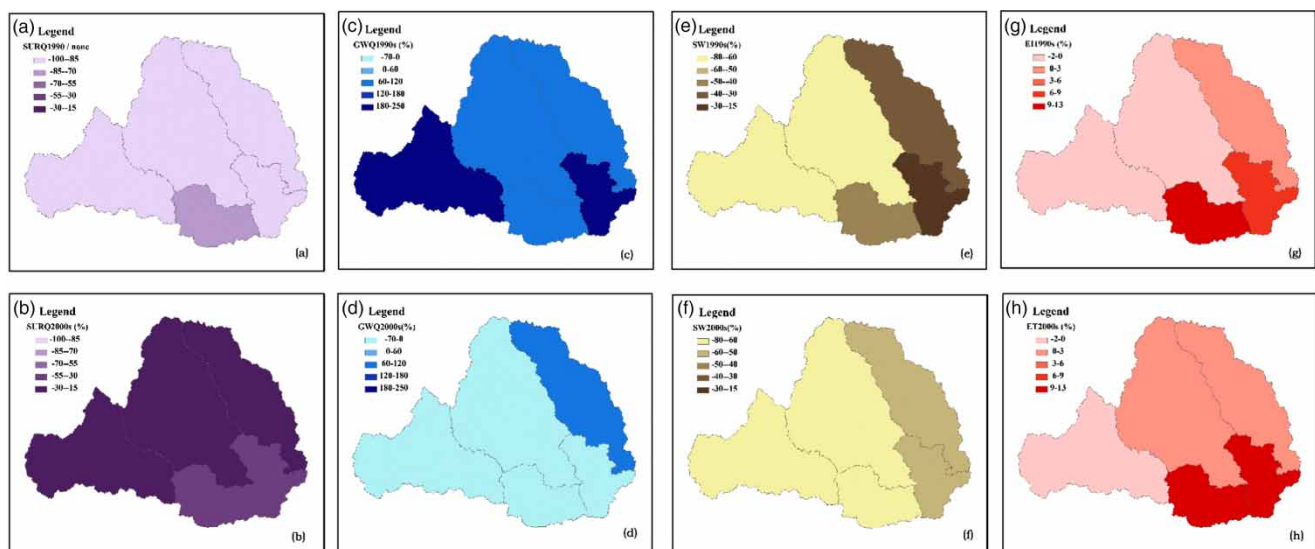 (a)
Legend
SURQ1990 / none
-100--85
-85--70
-70--55
-55--30
-30--15
(a)
(c)
Legend
GWQ1990s (%)
-70-0
0-60
60-120
120-180
180-250
(c)
(e)
Legend
SW1990s(%)
-80--60
-60--50
-50--40
-40--30
-30--15
(e)
(g)
Legend
ET1990s (%)
-2-0
0-3
3-6
6-9
9-13
(g)
(b)
Legend
SURQ2000s (%)
-100--85
-85--70
-70--55
-55--30
-30--15
(b)
(d)
Legend
GWQ2000s(%)
-70-0
0-60
60-120
120-180
180-250
(d)
(f)
Legend
SW2000s(%)
-80--60
-60--50
-50--40
-40--30
-30--15
(f)
(h)
Legend
ET2000s (%)
-2-0
0-3
3-6
6-9
9-13
(h)